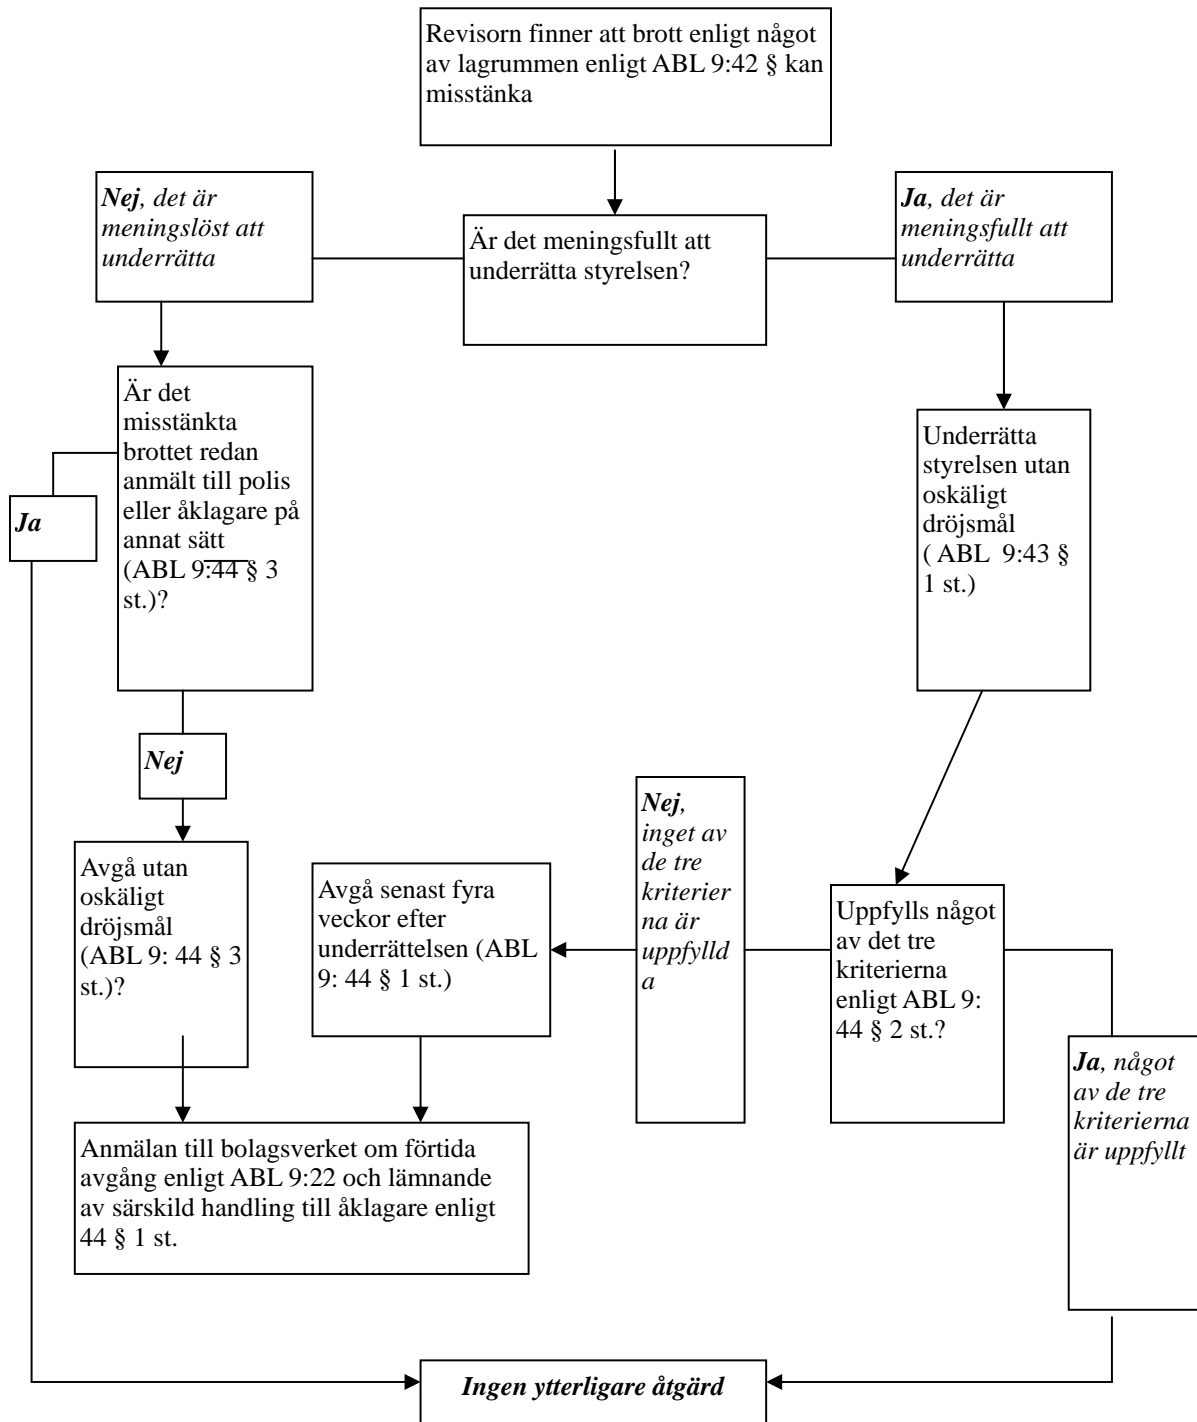 Revisorn finner att brott enligt något
av lagrummen enligt ABL 9:42 § kan
misstänka
Nej, det är
meningslöst att
underrätta
Är det meningsfullt att
underrätta styrelsen?
Ja, det är
meningsfullt att
underrätta
Är det
misstänkta
brottet redan
anmält till polis
eller åklagare på
annat sätt
(ABL 9:44 § 3
st.)?
Ja
Underrätta
styrelsen utan
oskäligt
dröjsmål
( ABL 9:43 §
1 st.)
Nej
Avgå utan
oskäligt
dröjsmål
(ABL 9: 44 § 3
st.)?
Avgå senast fyra
veckor efter
underrättelsen (ABL
9: 44 § 1 st.)
Nej,
inget av
de tre
kriterier
na är
uppfylld
a
Uppfylls något
av det tre
kriterierna
enligt ABL 9:
44 § 2 st.?
Ja, något
av de tre
kriterierna
är uppfyllt
Anmälan till bolagsverket om förtida
avgång enligt ABL 9:22 och lämnande
av särskild handling till åklagare enligt
44 § 1 st.
Ingen ytterligare åtgärd